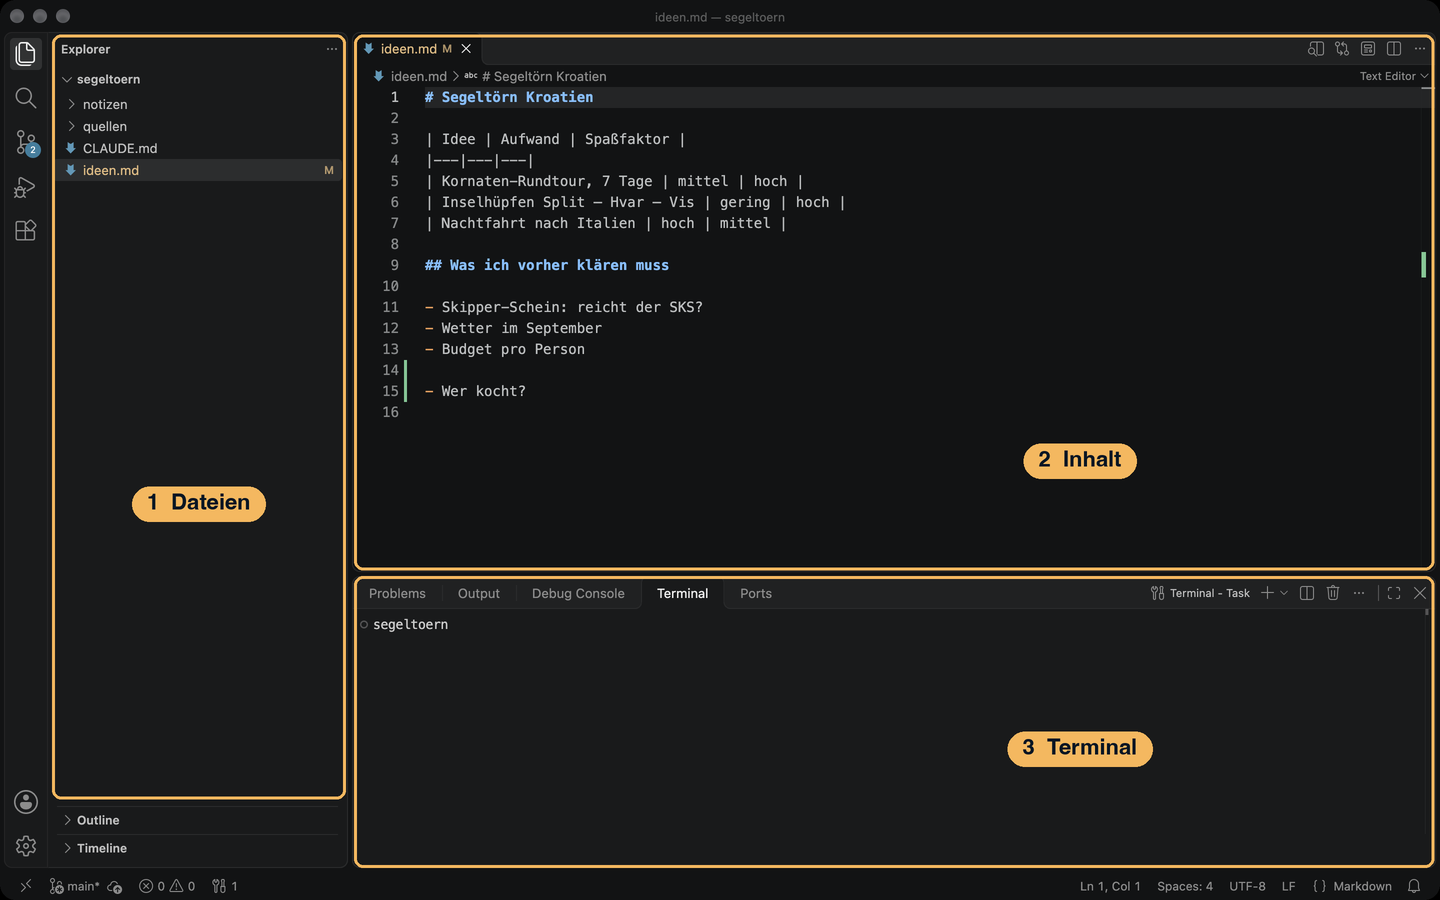 ideen.md — segeltoern
Explorer
segeltoern
notizen
quellen
CLAUDE.md
ideen.md M
2
1 Dateien
Outline
Timeline
ideen.md M
ideen.md > abc # Segeltörn Kroatien
Text Editor
1 # Segeltörn Kroatien
2
3 | Idee | Aufwand | Spaßfaktor |
4 |---|---|---|
5 | Kornaten-Rundtour, 7 Tage | mittel | hoch |
6 | Inselhüpfen Split – Hvar – Vis | gering | hoch |
7 | Nachtfahrt nach Italien | hoch | mittel |
8
9 ## Was ich vorher klären muss
10
11 - Skipper-Schein: reicht der SKS?
12 - Wetter im September
13 - Budget pro Person
14
15 - Wer kocht?
16
2 Inhalt
Problems Output Debug Console Terminal Ports
Terminal - Task
segeltoern
3 Terminal
main* 0 0 1
Ln 1, Col 1 Spaces: 4 UTF-8 LF { } Markdown